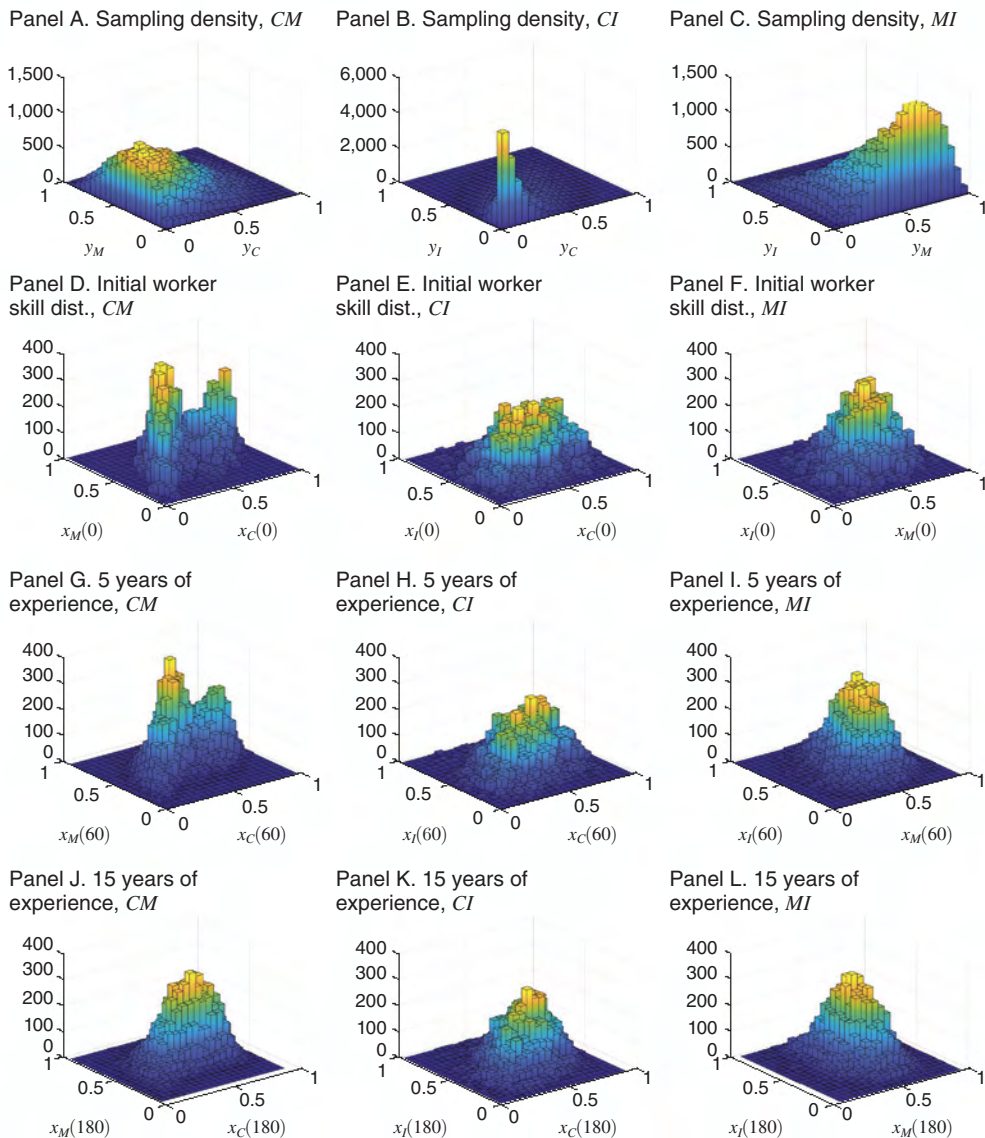 Panel A. Sampling density, CM
Panel B. Sampling density, CI
Panel C. Sampling density, MI
1,500
1,000
500
0
1
0.5
0
y_M
0
0.5
1
y_C
6,000
4,000
2,000
0
1
0.5
0
y_I
0
0.5
1
y_C
1,500
1,000
500
0
1
0.5
0
y_I
0
0.5
1
y_M
Panel D. Initial worker
skill dist., CM
Panel E. Initial worker
skill dist., CI
Panel F. Initial worker
skill dist., MI
400
300
200
100
0
1
0.5
0
x_M(0)
0
0.5
1
x_C(0)
400
300
200
100
0
1
0.5
0
x_I(0)
0
0.5
1
x_C(0)
400
300
200
100
0
1
0.5
0
x_I(0)
0
0.5
1
x_M(0)
Panel G. 5 years of
experience, CM
Panel H. 5 years of
experience, CI
Panel I. 5 years of
experience, MI
400
300
200
100
0
1
0.5
0
x_M(60)
0
0.5
1
x_C(60)
400
300
200
100
0
1
0.5
0
x_I(60)
0
0.5
1
x_C(60)
400
300
200
100
0
1
0.5
0
x_I(60)
0
0.5
1
x_M(60)
Panel J. 15 years of
experience, CM
Panel K. 15 years of
experience, CI
Panel L. 15 years of
experience, MI
400
300
200
100
0
1
0.5
0
x_M(180)
0
0.5
1
x_C(180)
400
300
200
100
0
1
0.5
0
x_I(180)
0
0.5
1
x_C(180)
400
300
200
100
0
1
0.5
0
x_I(180)
0
0.5
1
x_M(180)